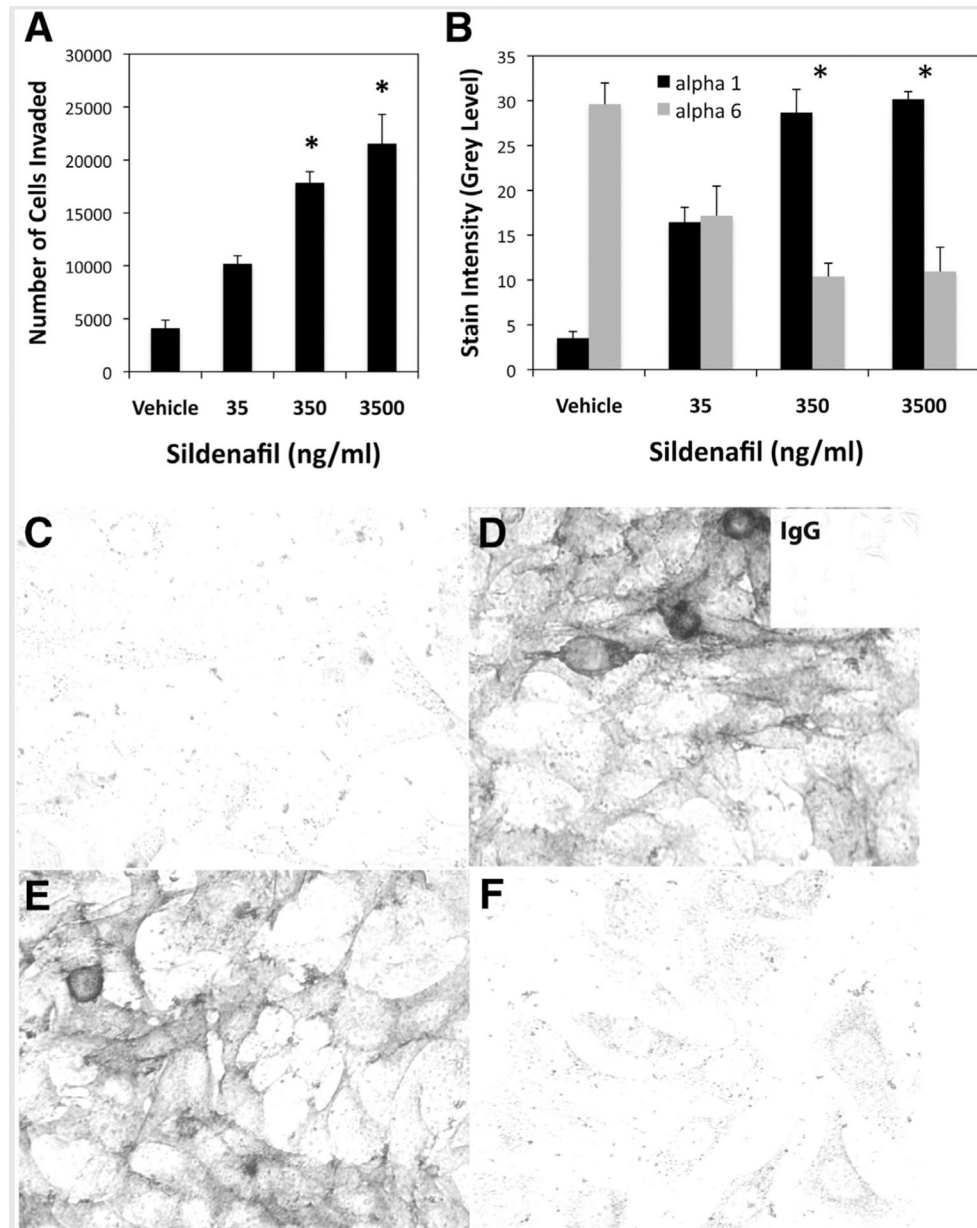 A
Number of Cells Invaded
30000
25000
20000
15000
10000
5000
0
*
*
Vehicle 35 350 3500
Sildenafil (ng/ml)
B
Stain Intensity (Grey Level)
35
30
25
20
15
10
5
0
alpha 1
alpha 6
*
*
Vehicle 35 350 3500
Sildenafil (ng/ml)
C
D
IgG
E
F